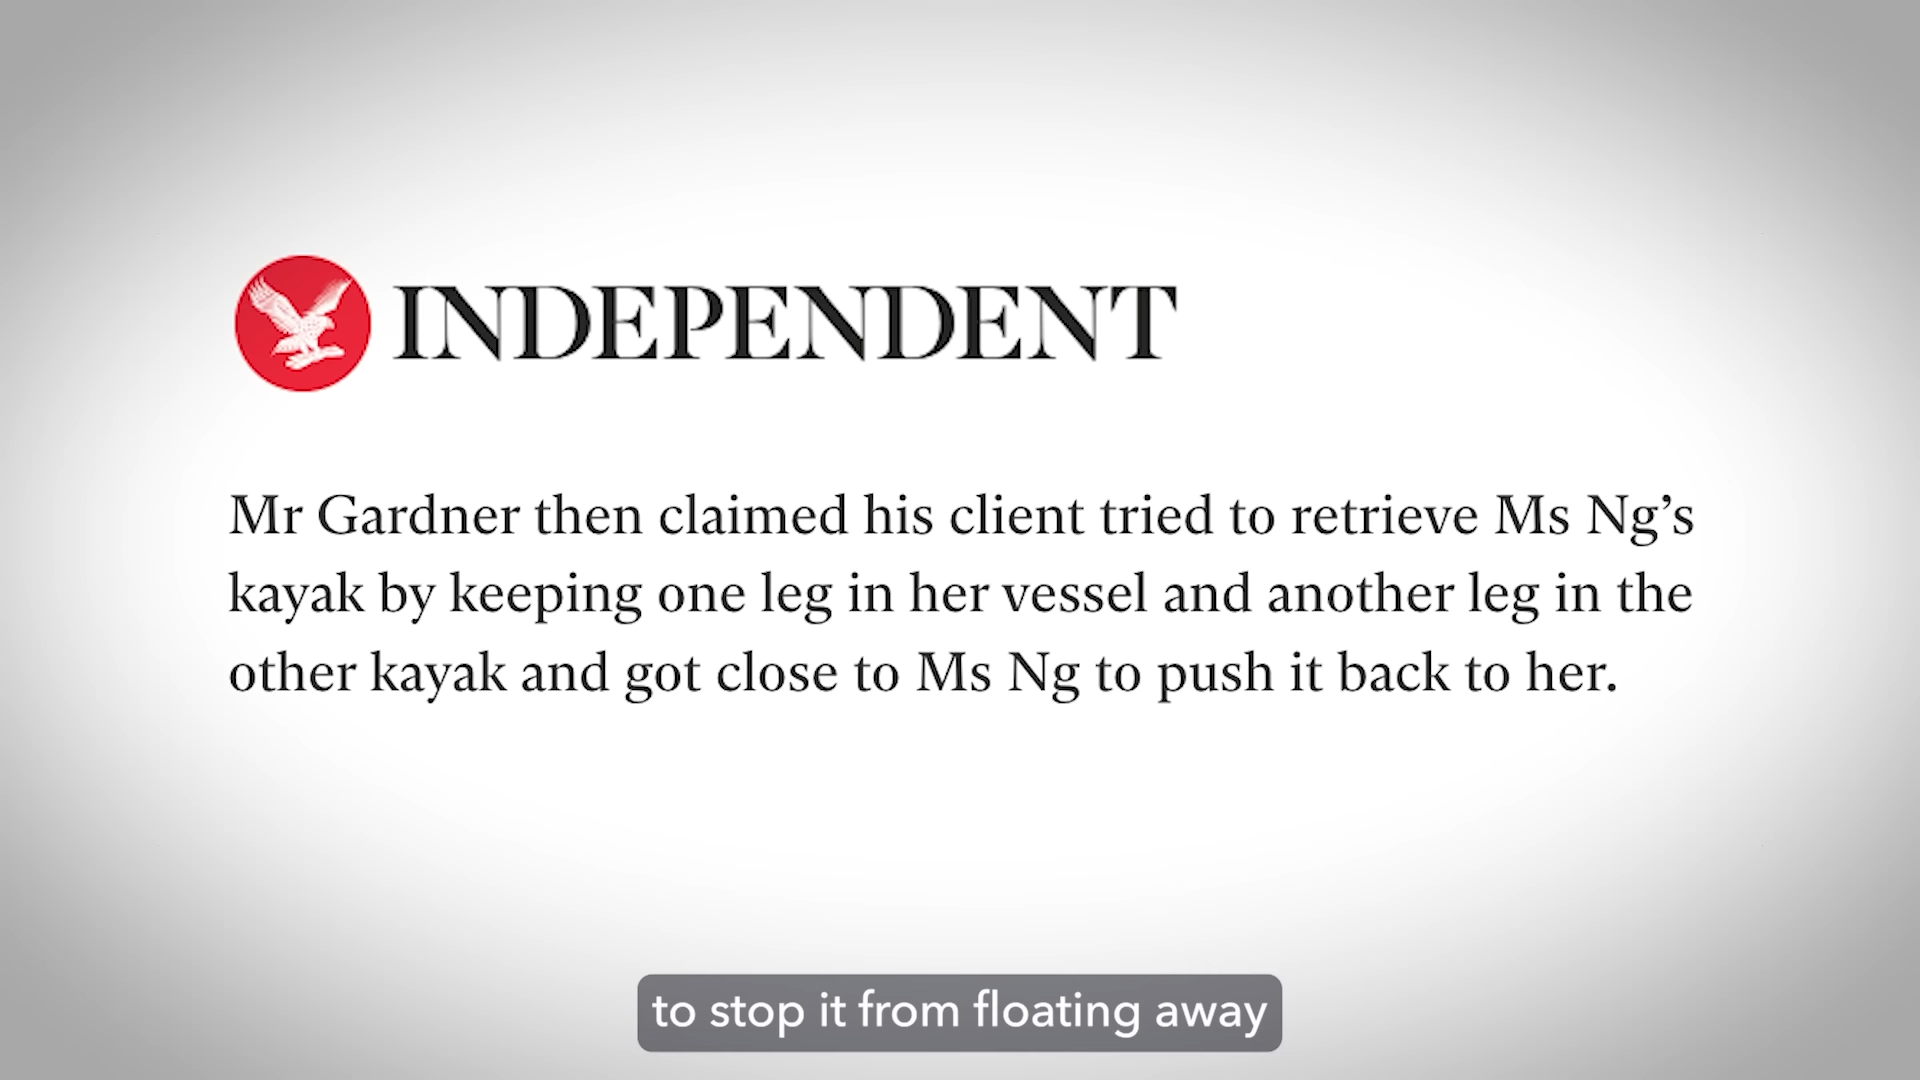 INDEPENDENT
Mr Gardner then claimed his client tried to retrieve Ms Ng’s
kayak by keeping one leg in her vessel and another leg in the
other kayak and got close to Ms Ng to push it back to her.
to stop it from floating away